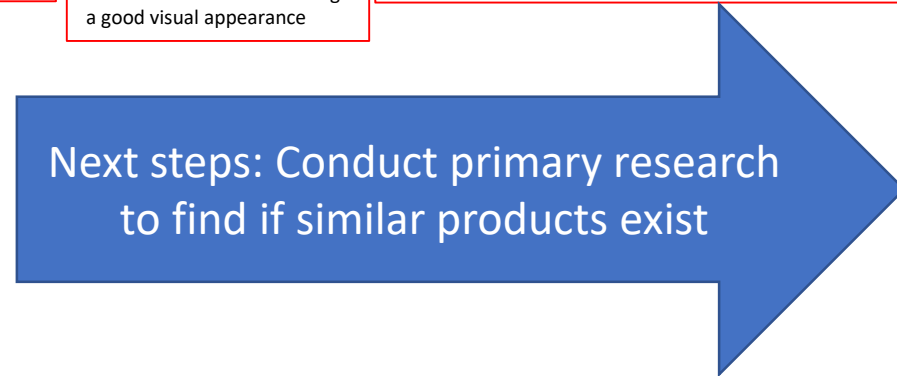 a good visual appearance
Next steps: Conduct primary research
to find if similar products exist